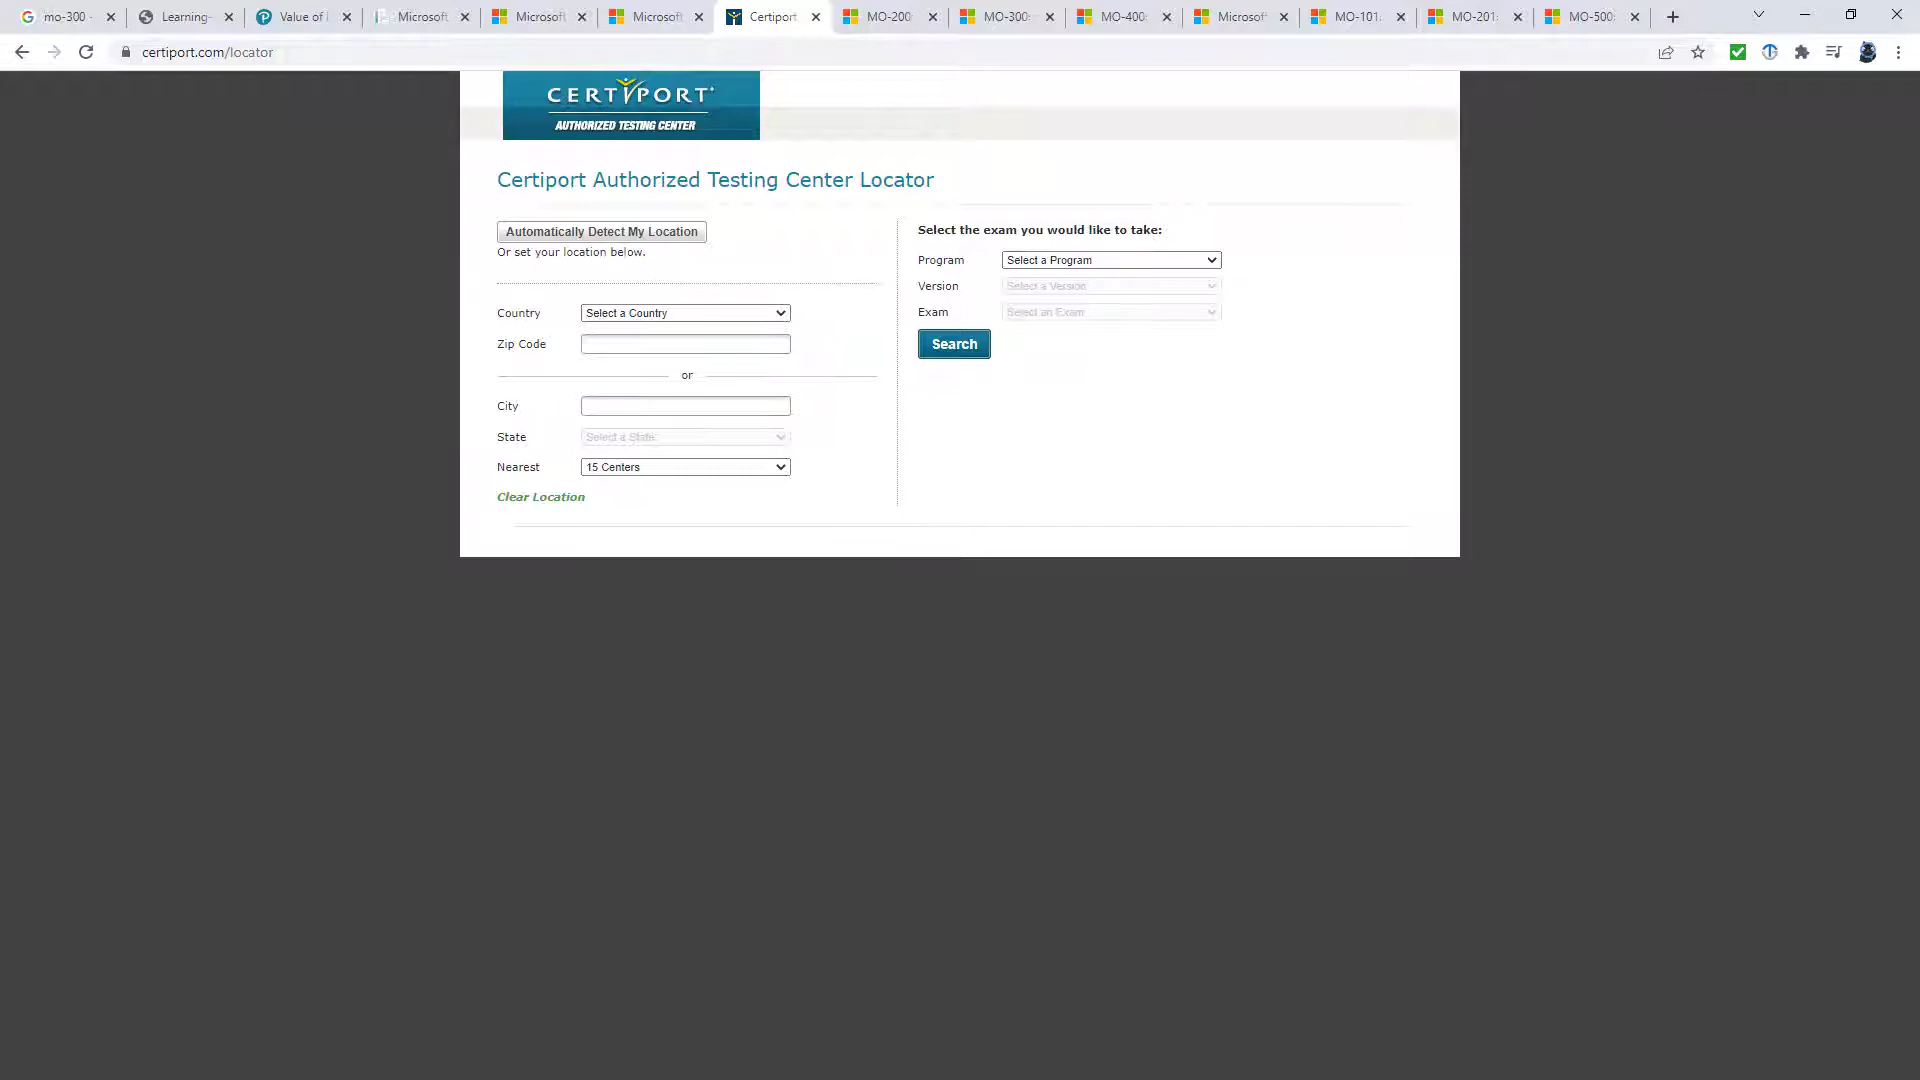 mo-300 -
Learning-
Value of
Microsoft
Microsoft
Microsoft
Certiport
MO-200:
MO-300:
MO-400:
Microsoft
MO-101:
MO-201:
MO-500:
certiport.com/locator
CERTIPORT
AUTHORIZED TESTING CENTER
Certiport Authorized Testing Center Locator
Automatically Detect My Location
Or set your location below.
Country Select a Country
Zip Code
or
City
State Select a State
Nearest 15 Centers
Clear Location
Select the exam you would like to take:
Program Select a Program
Version Select a Version
Exam Select an Exam
Search